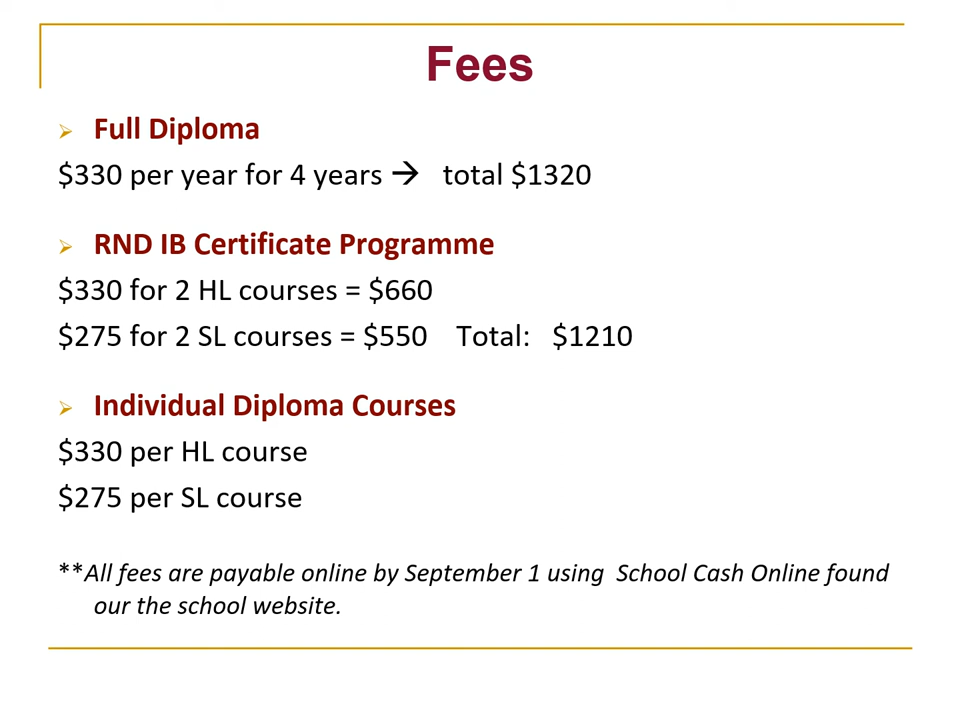 Fees
Full Diploma
$330 per year for 4 years → total $1320
RND IB Certificate Programme
$330 for 2 HL courses = $660
$275 for 2 SL courses = $550 Total: $1210
Individual Diploma Courses
$330 per HL course
$275 per SL course
**All fees are payable online by September 1 using School Cash Online found
our the school website.